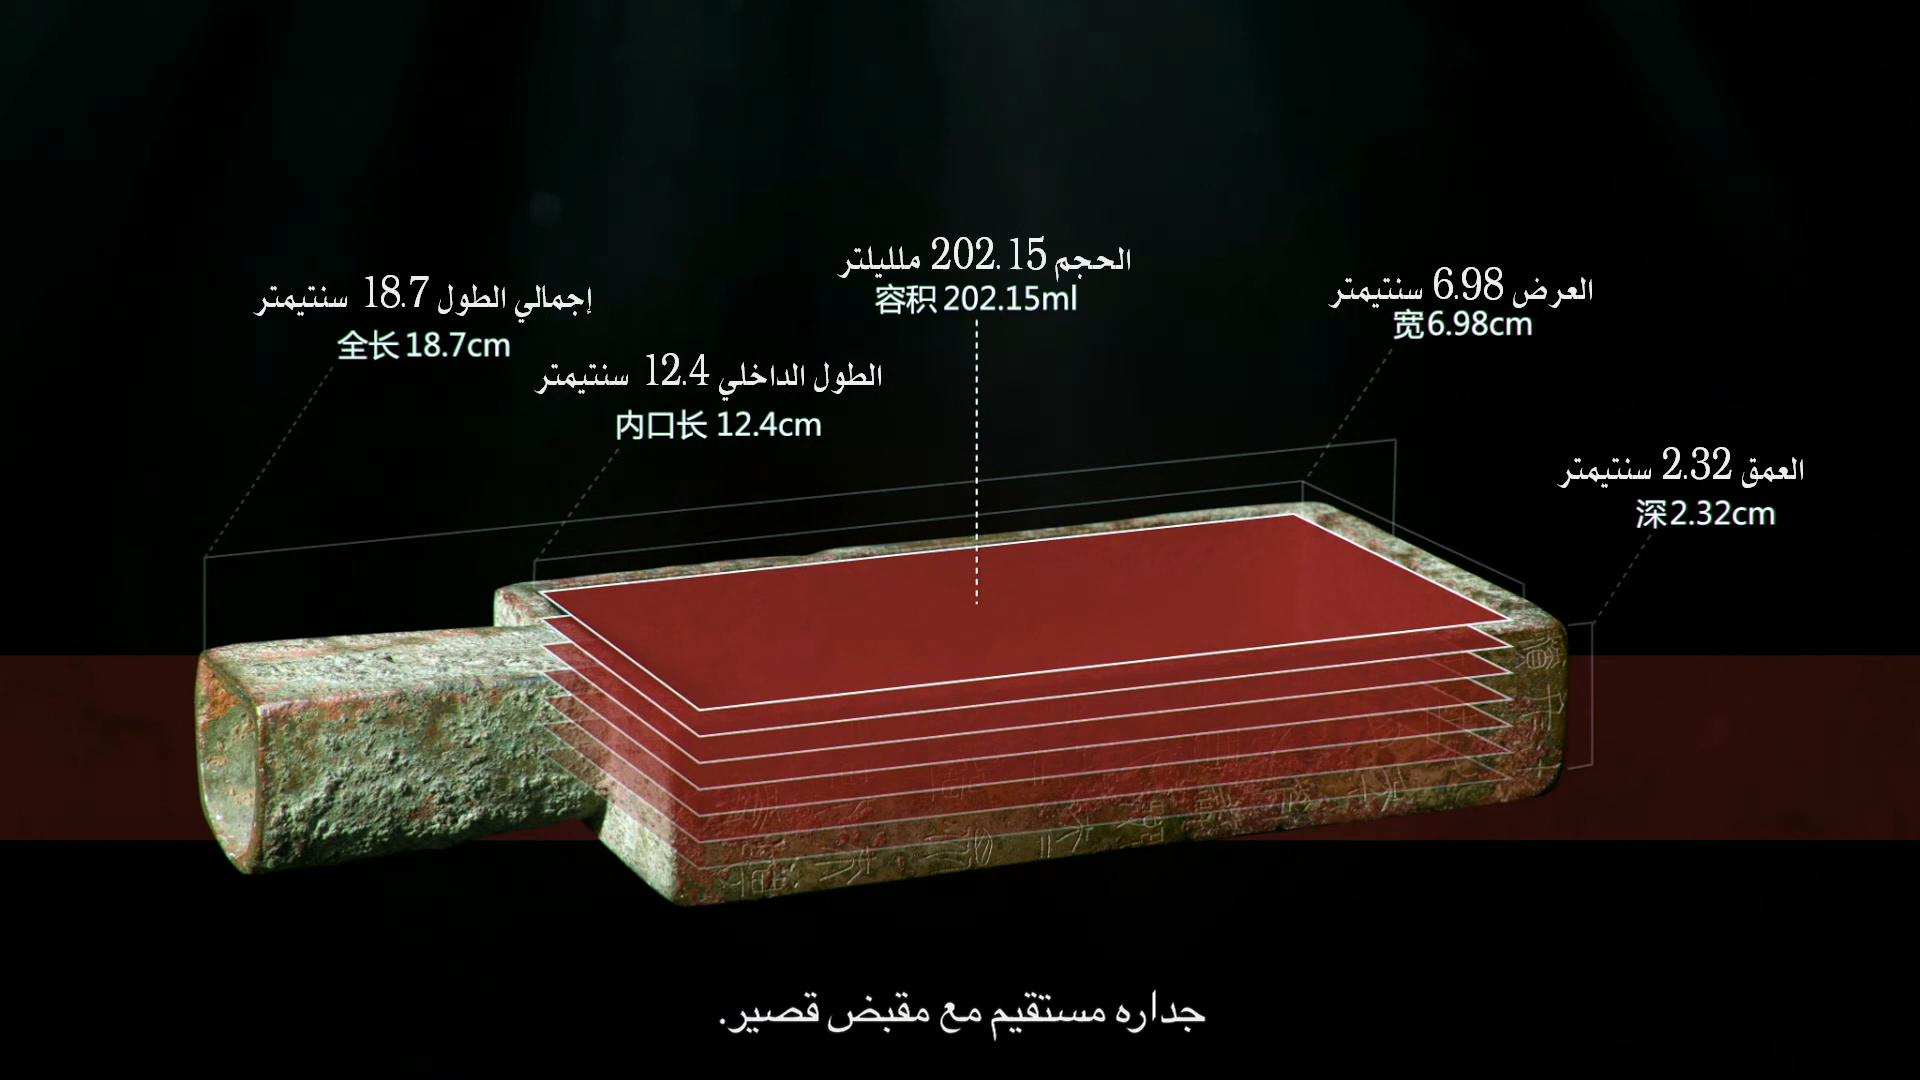 الحجم 202.15 ملليلتر
容积 202.15ml
العرض 6.98 سنتيمتر
宽6.98cm
إجمالي الطول 18.7 سنتيمتر
全长 18.7cm
الطول الداخلي 12.4 سنتيمتر
内口长 12.4cm
العمق 2.32 سنتيمتر
深2.32cm
جداره مستقيم مع مقبض قصير.